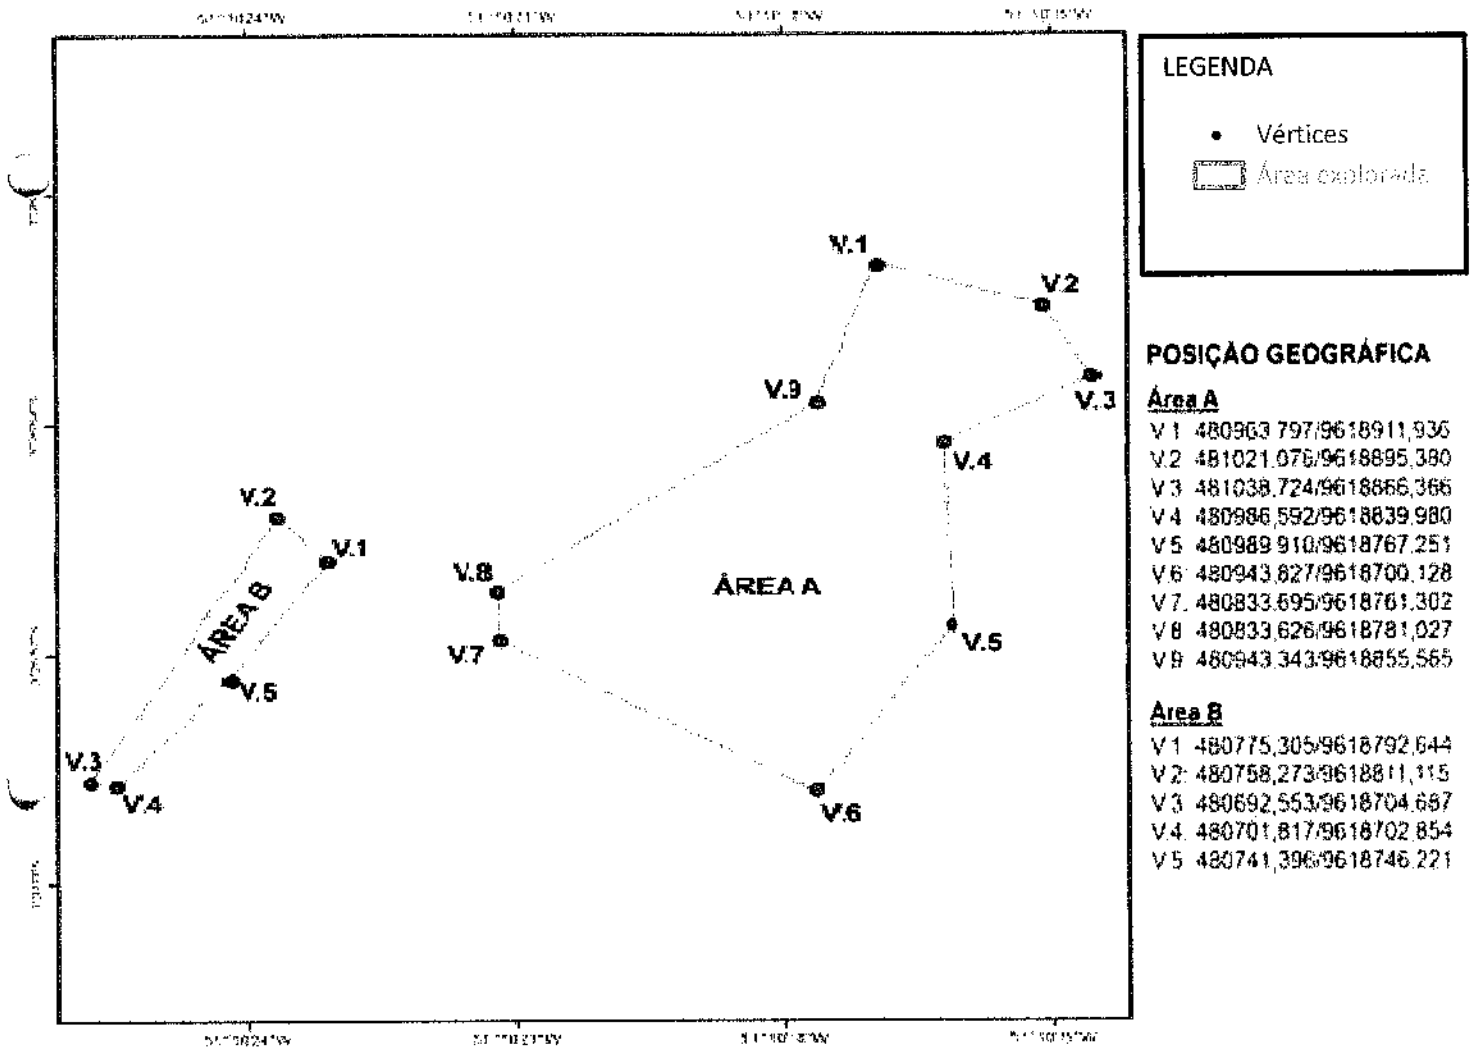 LEGENDA
Vértices
Área explorada
V.1
V.2
V.3
V.9
V.4
V.2
V.1
V.8
ÁREA A
ÁREA B
V.7
V.5
V.5
V.3
V.4
V.6
POSIÇÃO GEOGRÁFICA
Área A
V 1 480963 797/9618911,936
V.2 481021,076/9618895,380
V 3 481038,724/9618866,366
V 4 480986,592/9618839,980
V 5 480989 910/9618767,251
V.6: 480943,827/9618700,128
V 7. 480833,695/9618761,302
V 8 480833,626/9618781,027
V 9 480943,343/9618855,565
Área B
V 1 480775,305/9618792,644
V 2: 480758,273/9618811,115
V 3 480692,553/9618704,687
V.4. 480701,817/9618702,854
V 5 480741,396/9618746,221